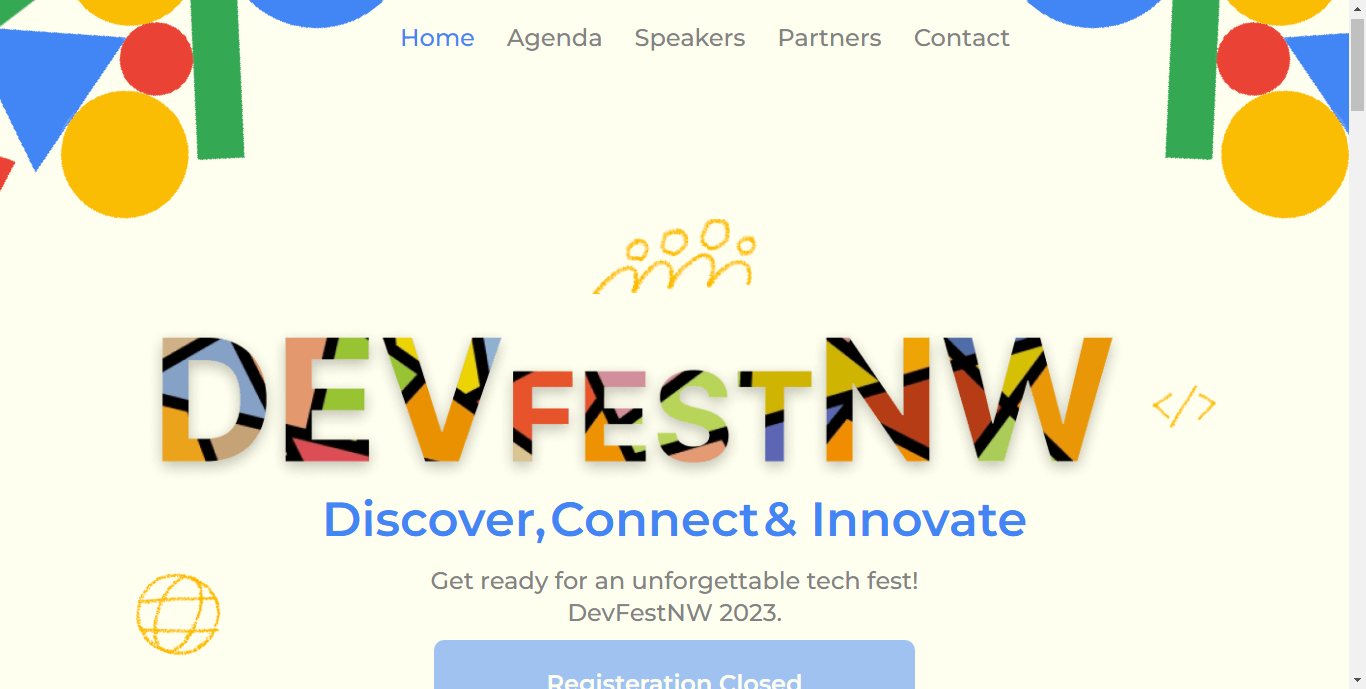 Home Agenda Speakers Partners Contact
DEVFESTNW
</>
Discover, Connect & Innovate
Get ready for an unforgettable tech fest!
DevFestNW 2023.
Registeration Closed